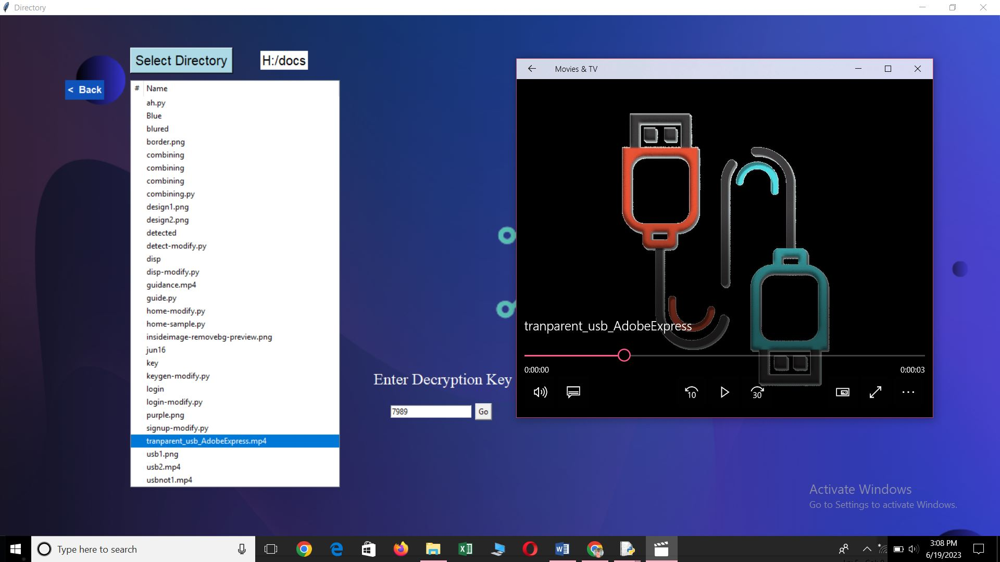 Directory
Select Directory
H:/docs
< Back
# Name
ah.py
Blue
blured
border.png
combining
combining
combining
combining.py
design1.png
design2.png
detected
detect-modify.py
disp
disp-modify.py
guidance.mp4
guide.py
home-modify.py
home-sample.py
insideimage-removebg-preview.png
jun16
key
keygen-modify.py
login
login-modify.py
purple.png
signup-modify.py
tranparent_usb_AdobeExpress.mp4
usb1.png
usb2.mp4
usbnot1.mp4
Enter Decryption Key
7989
Go
Movies & TV
tranparent_usb_AdobeExpress
0:00:00
0:00:03
10
30
Activate Windows
Go to Settings to activate Windows.
Type here to search
3:08 PM
6/19/2023